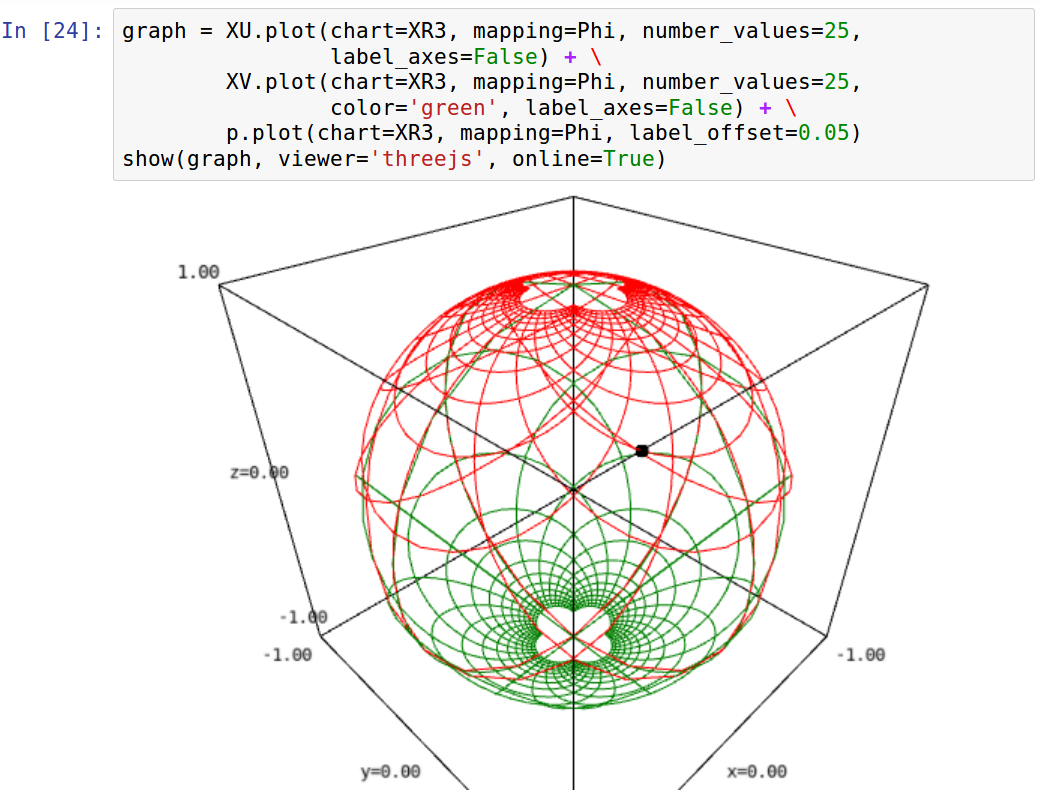 In [24]: graph = XU.plot(chart=XR3, mapping=Phi, number_values=25,
label_axes=False) + \
XV.plot(chart=XR3, mapping=Phi, number_values=25,
color='green', label_axes=False) + \
p.plot(chart=XR3, mapping=Phi, label_offset=0.05)
show(graph, viewer='threejs', online=True)
1.00
z=0.00
-1.00
-1.00
-1.00
y=0.00
x=0.00